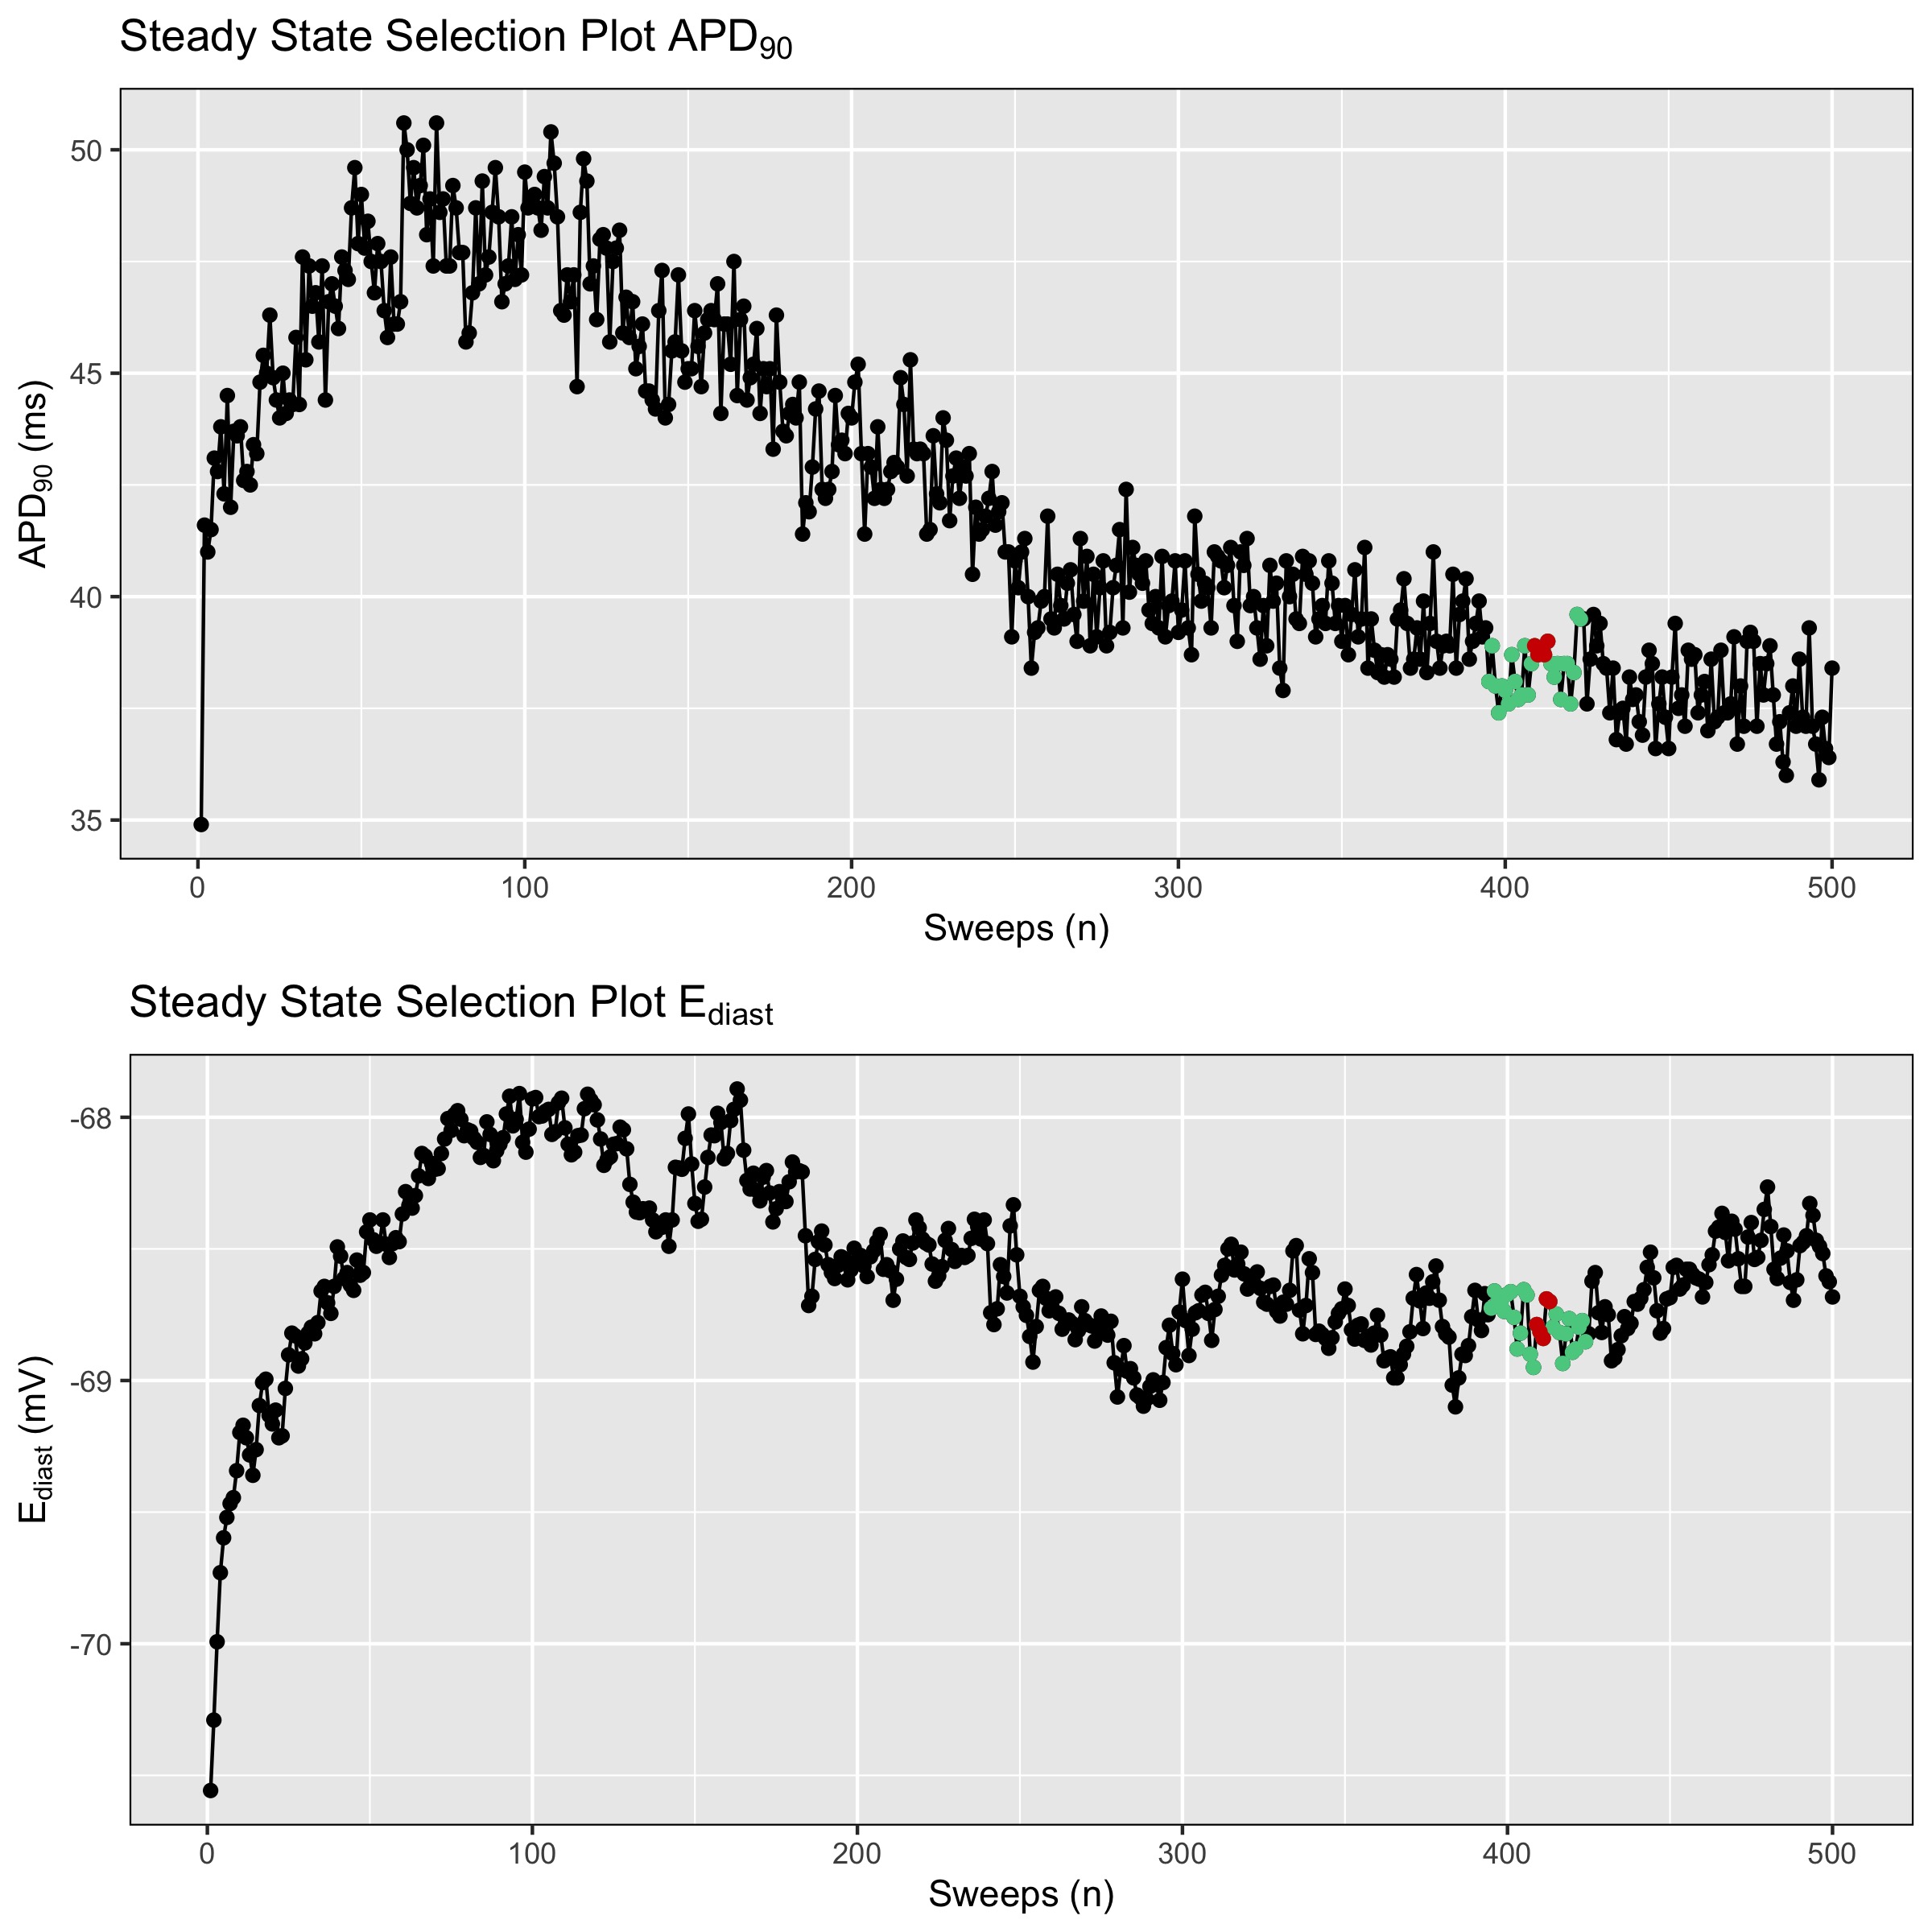 Steady State Selection Plot APD90
50
45
40
35
APD90 (ms)
0 100 200 300 400 500
Sweeps (n)
Steady State Selection Plot Ediast
-68
-69
-70
Ediast (mV)
0 100 200 300 400 500
Sweeps (n)